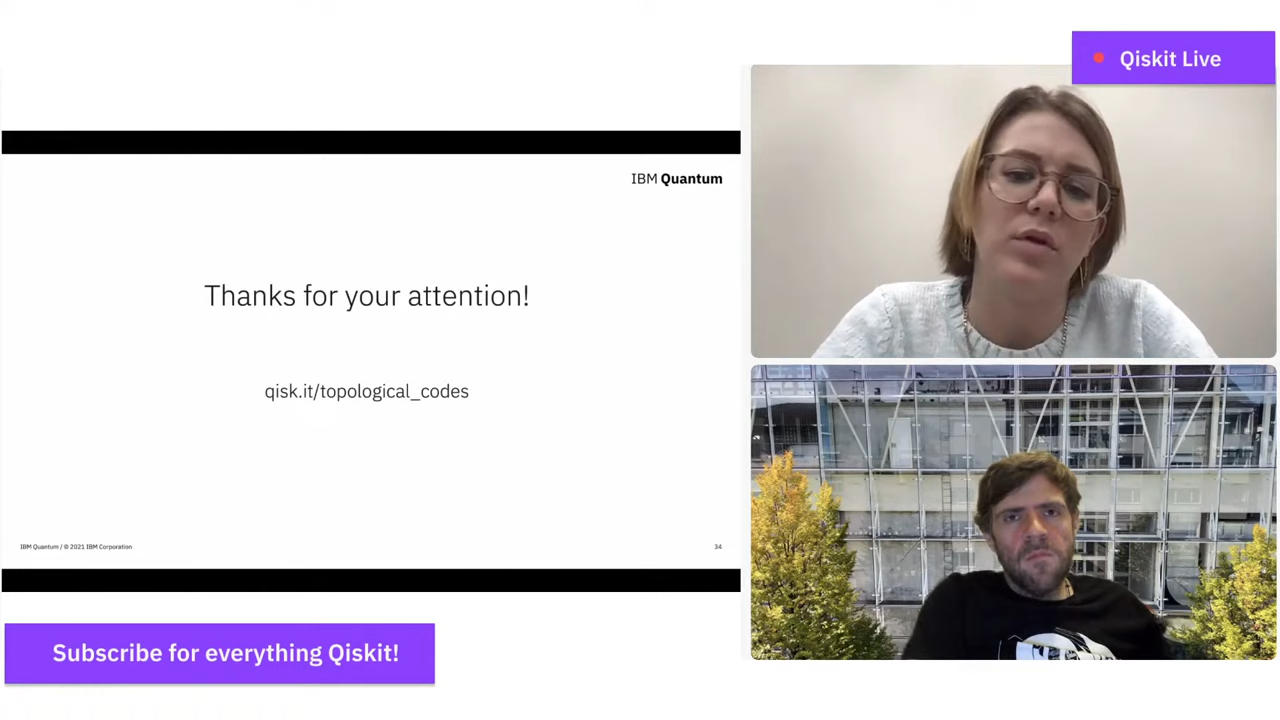 Qiskit Live
IBM Quantum
Thanks for your attention!
qisk.it/topological_codes
IBM Quantum / © 2021 IBM Corporation
34
Subscribe for everything Qiskit!